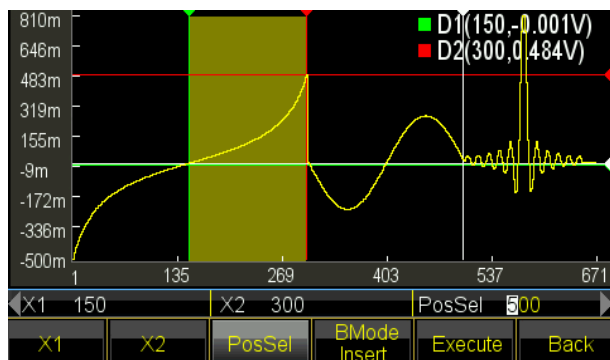 810m
D1(150,-0.001V)
646m
D2(300,0.484V)
483m
319m
155m
-9m
-172m
-336m
-500m
1 135 269 403 537 671
X1 150 X2 300 PosSel 500
X1 X2 PosSel BMode Insert Execute Back